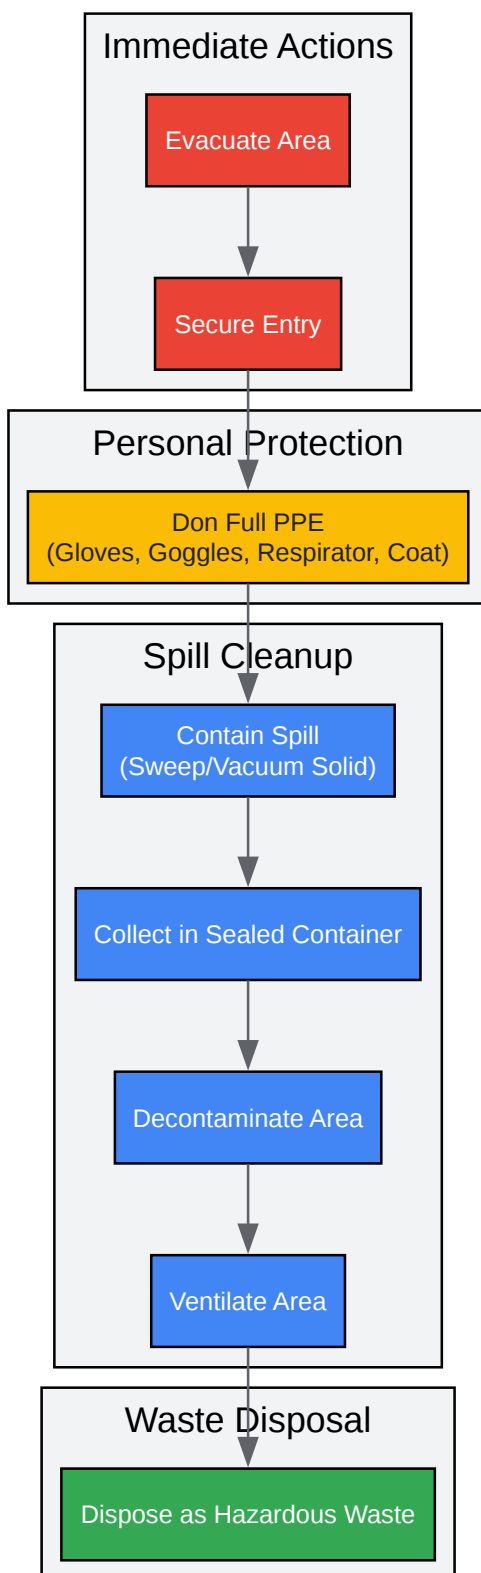 Immediate Actions
Evacuate Area
Secure Entry
Personal Protection
Don Full PPE
(Gloves, Goggles, Respirator, Coat)
Spill Cleanup
Contain Spill
(Sweep/Vacuum Solid)
Collect in Sealed Container
Decontaminate Area
Ventilate Area
Waste Disposal
Dispose as Hazardous Waste